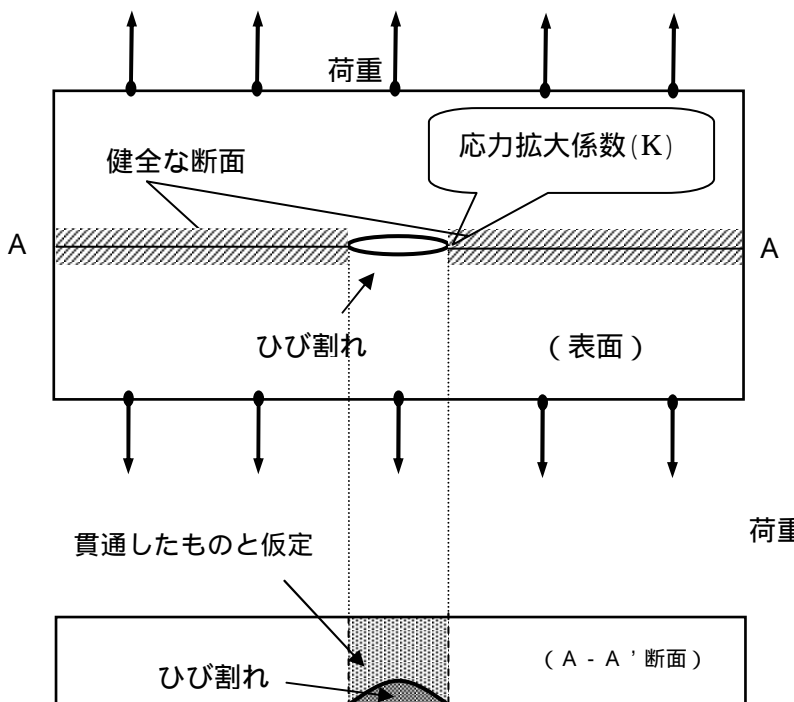 荷重
応力拡大係数(K)
健全な断面
A
A
ひび割れ
(表面)
荷重
貫通したものと仮定
(A-A'断面)
ひび割れ